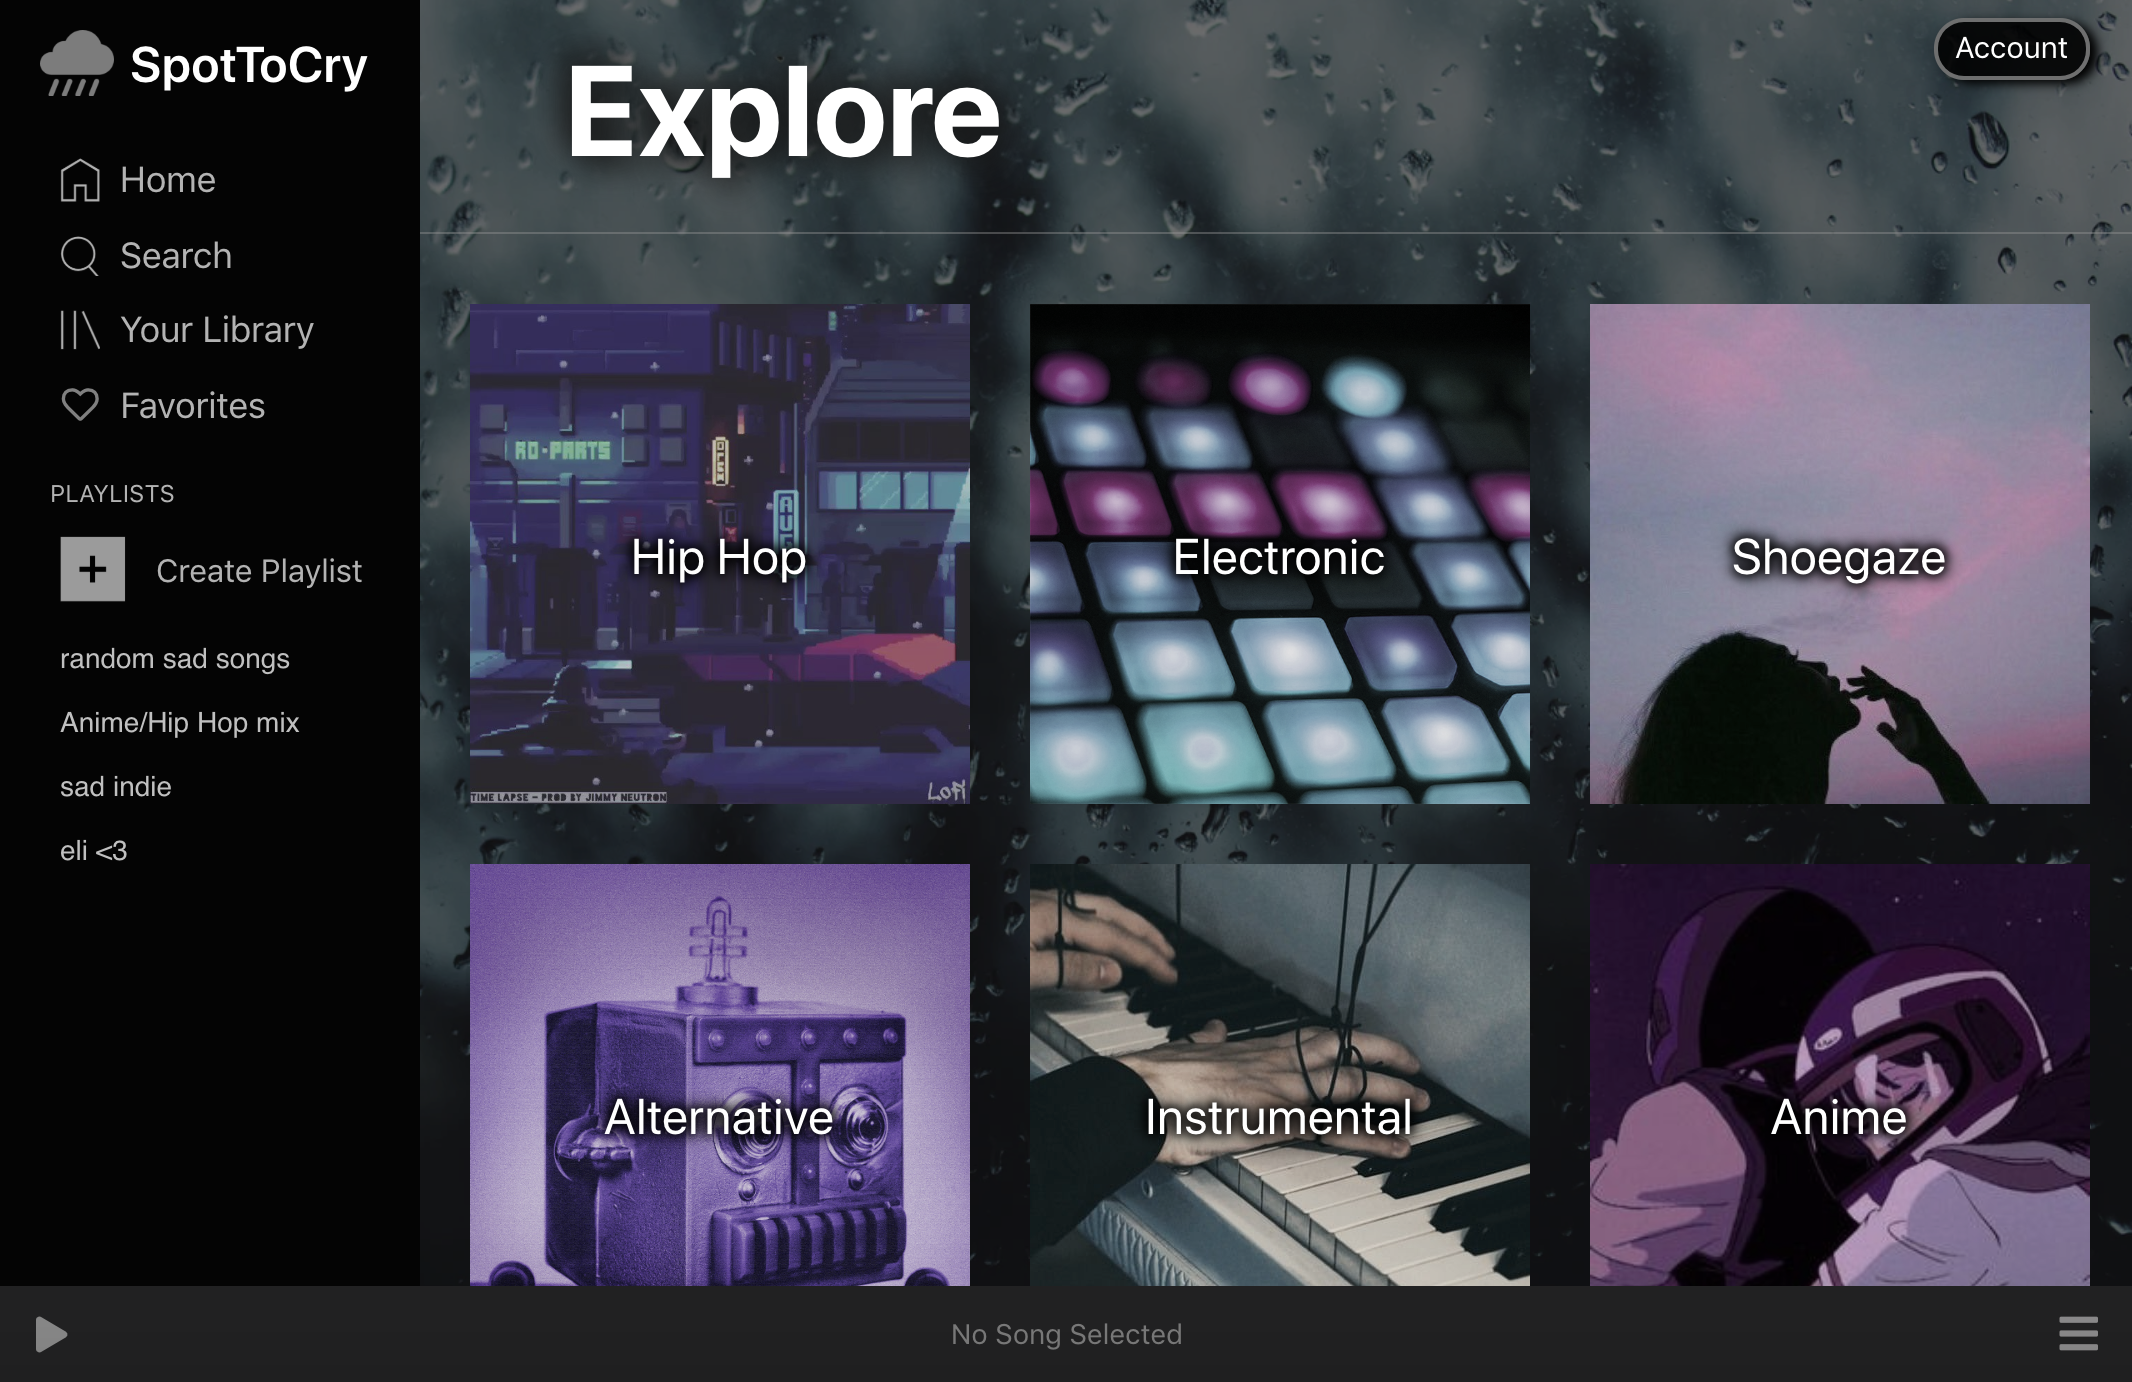 SpotToCry
Home
Search
Your Library
Favorites
PLAYLISTS
Create Playlist
random sad songs
Anime/Hip Hop mix
sad indie
eli <3
Account
Explore
RO-PARTS
OPEN
Hip Hop
TIME LAPSE - PROD BY JIMMY NEUTRON
Lofi
Electronic
Shoegaze
Alternative
Instrumental
Anime
No Song Selected